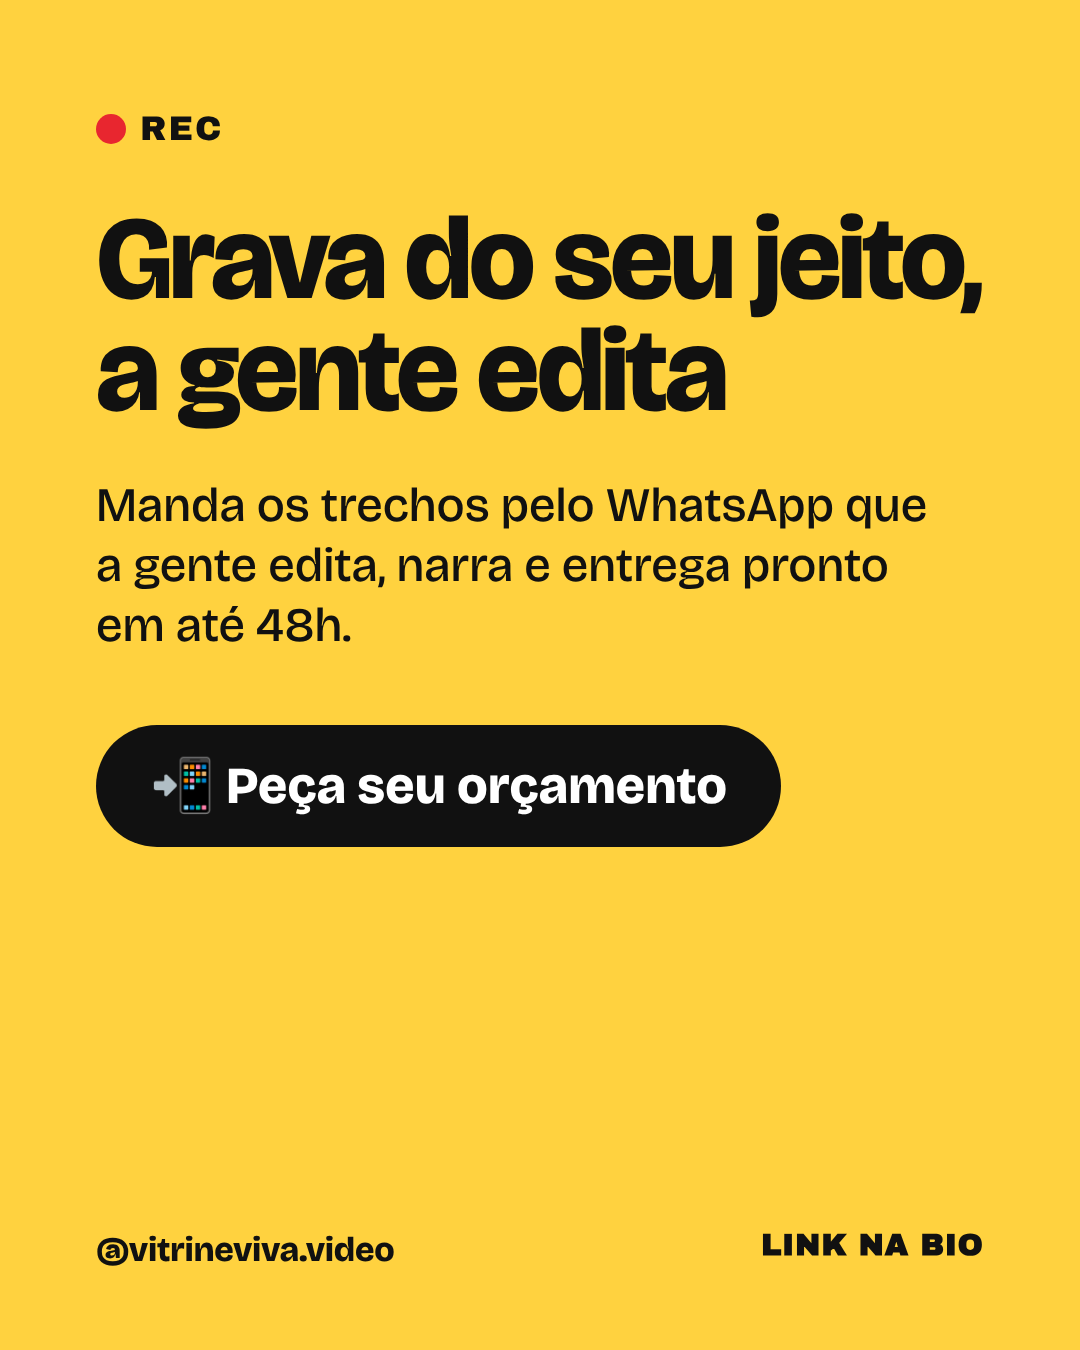 REC
Grava do seu jeito,
a gente edita
Manda os trechos pelo WhatsApp que
a gente edita, narra e entrega pronto
em até 48h.
📲 Peça seu orçamento
@vitrineviva.video
LINK NA BIO